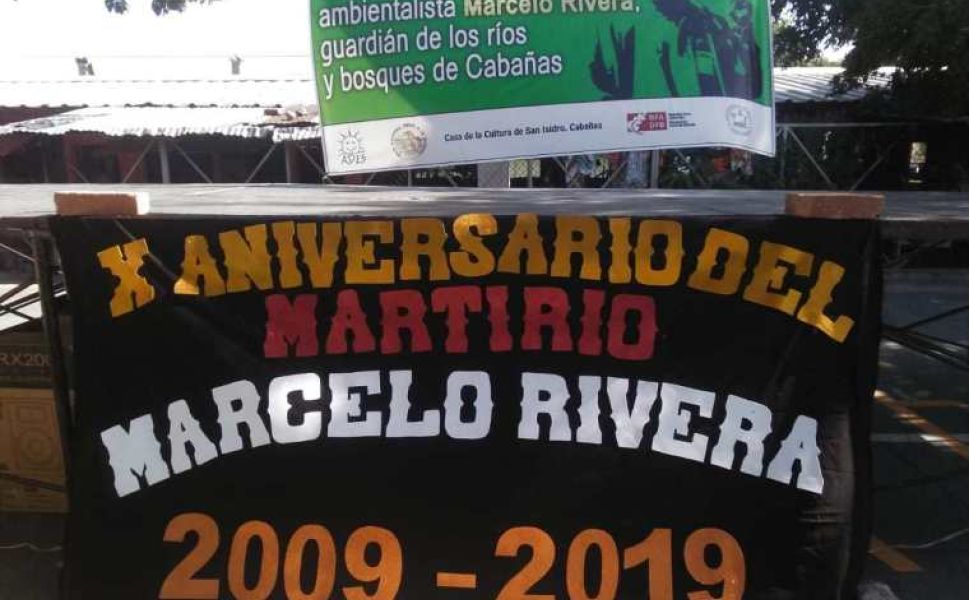 ambientalista Marcelo Rivera,
guardián de los ríos
y bosques de Cabañas
ADES
Casa de la Cultura de San Isidro, Cabañas
X ANIVERSARIO DEL
MARTIRIO
MARCELO RIVERA
2009 - 2019